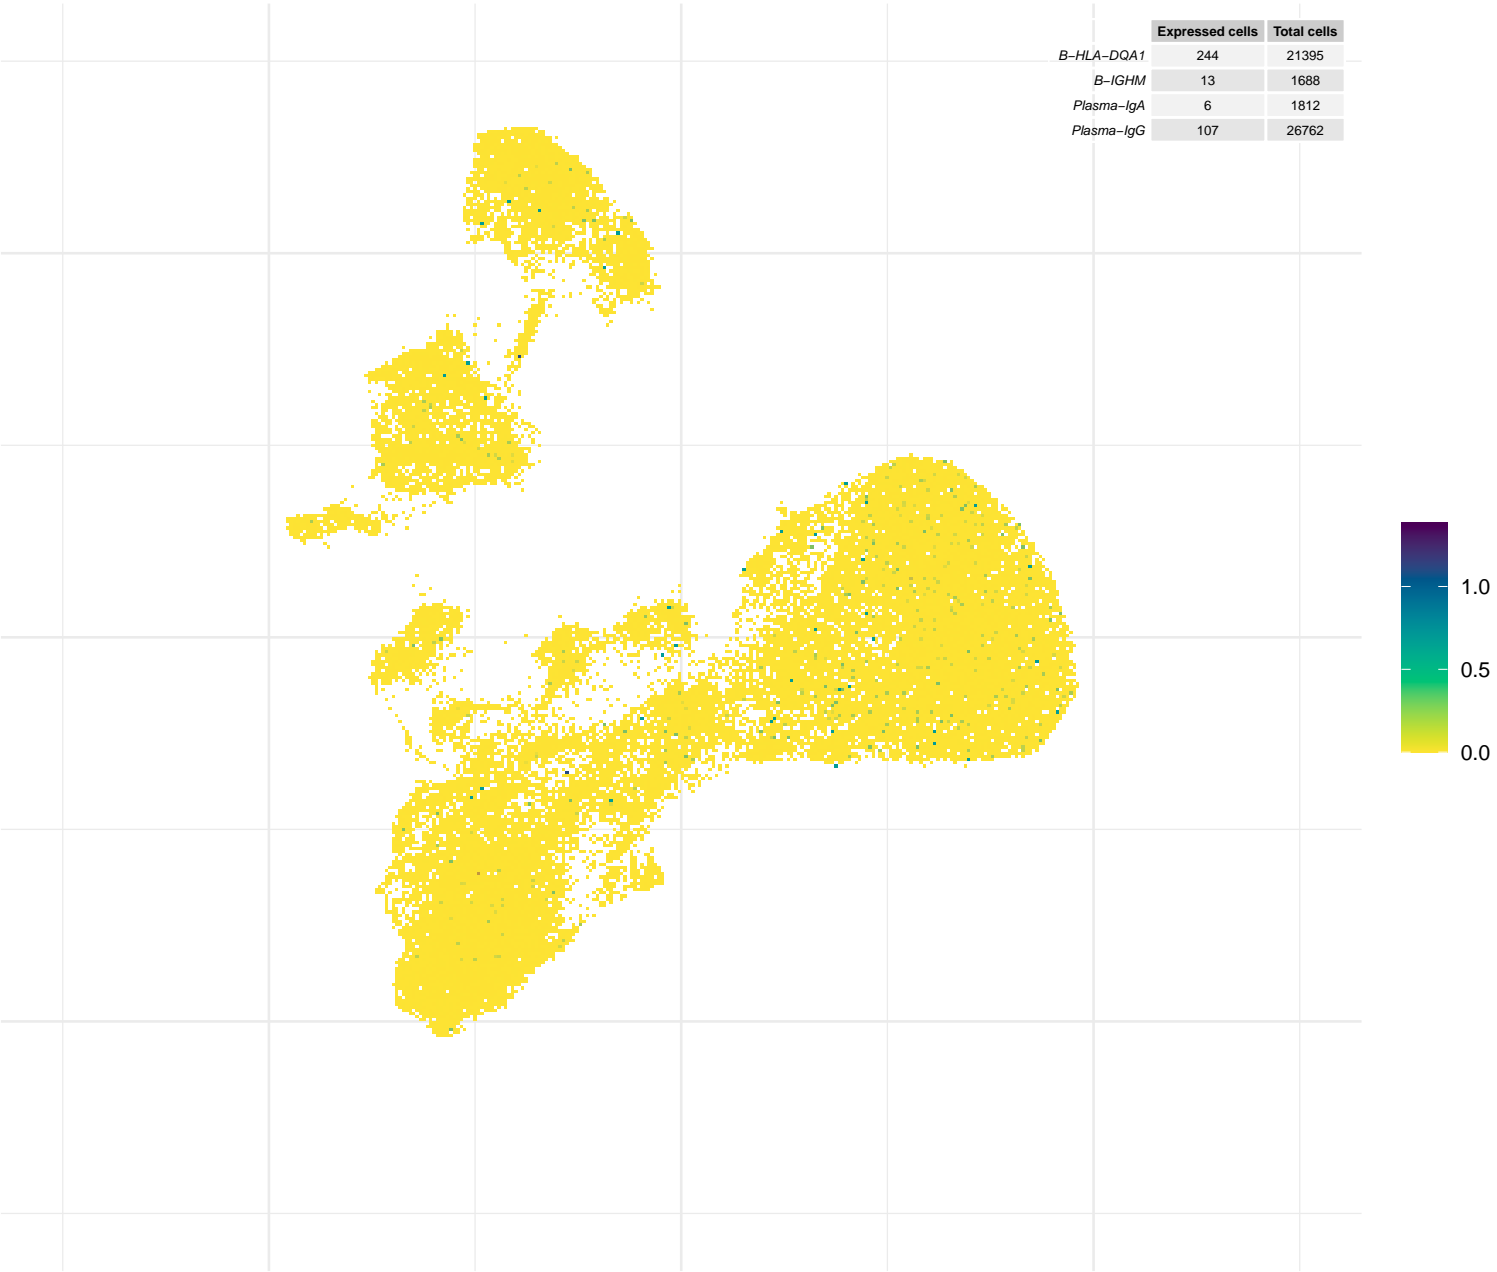 Expressed cells Total cells
B−HLA−DQA1 244 21395
B−IGHM 13 1688
Plasma−IgA 6 1812
Plasma−IgG 107 26762
1.0
0.5
0.0